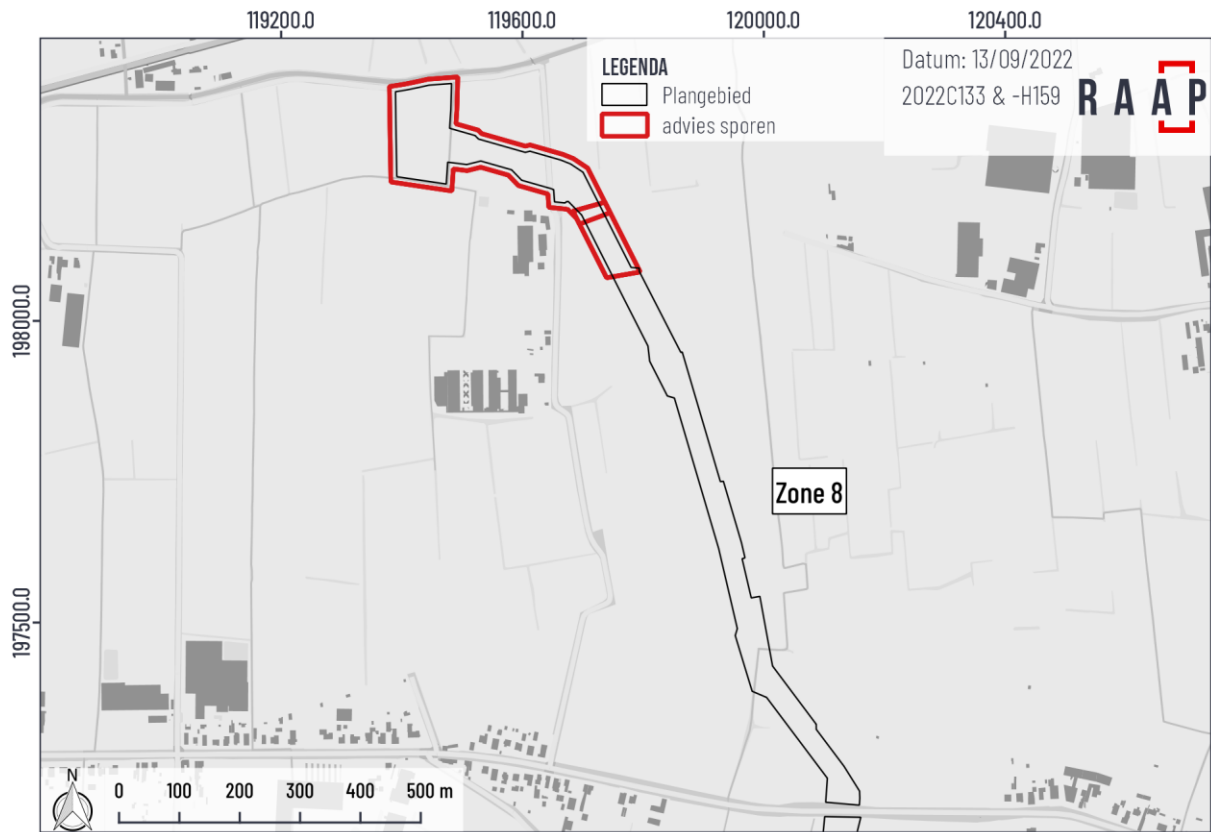 119200.0 119600.0 120000.0 120400.0
LEGENDA
Plangebied
advies sporen
Datum: 13/09/2022
2022C133 & -H159
RAAP
198000.0
197500.0
Zone 8
N
0 100 200 300 400 500 m